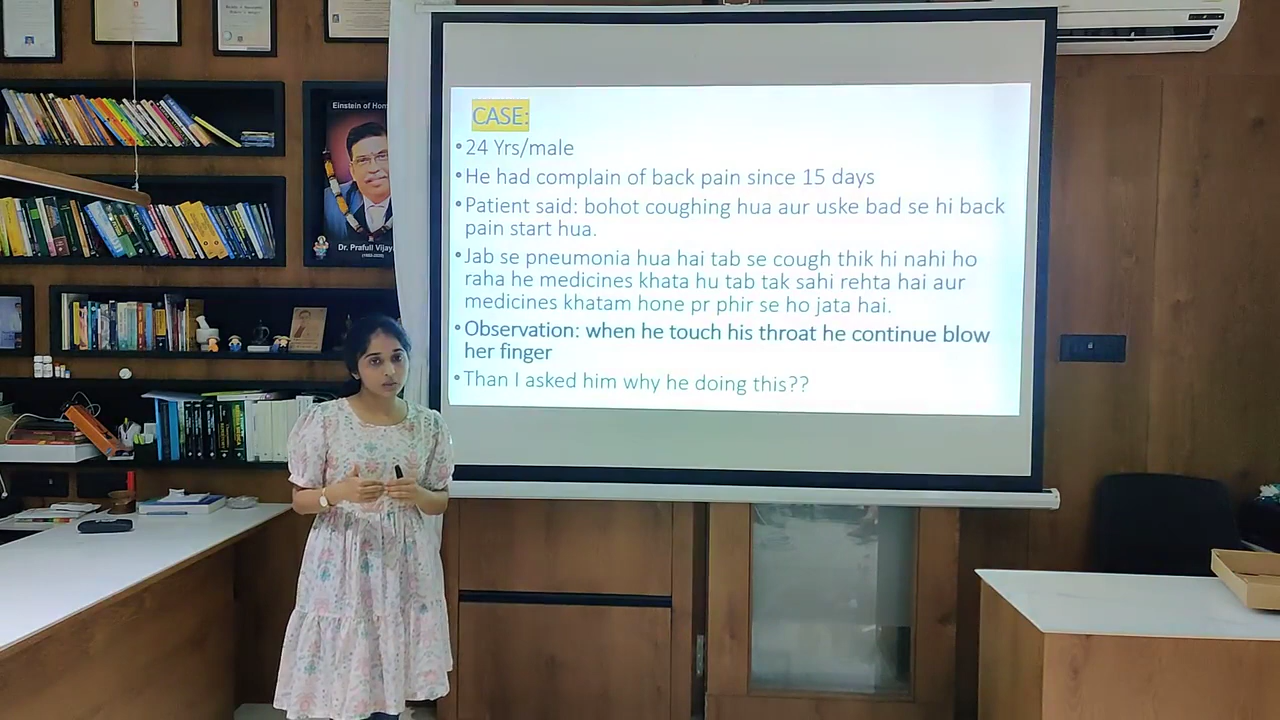 Einstein of Hom
Dr. Prafull Vijay
CASE:
•24 Yrs/male
•He had complain of back pain since 15 days
•Patient said: bohot coughing hua aur uske bad se hi back
pain start hua.
•Jab se pneumonia hua hai tab se cough thik hi nahi ho
raha he medicines khata hu tab tak sahi rehta hai aur
medicines khatam hone pr phir se ho jata hai.
•Observation: when he touch his throat he continue blow
her finger
•Than I asked him why he doing this??